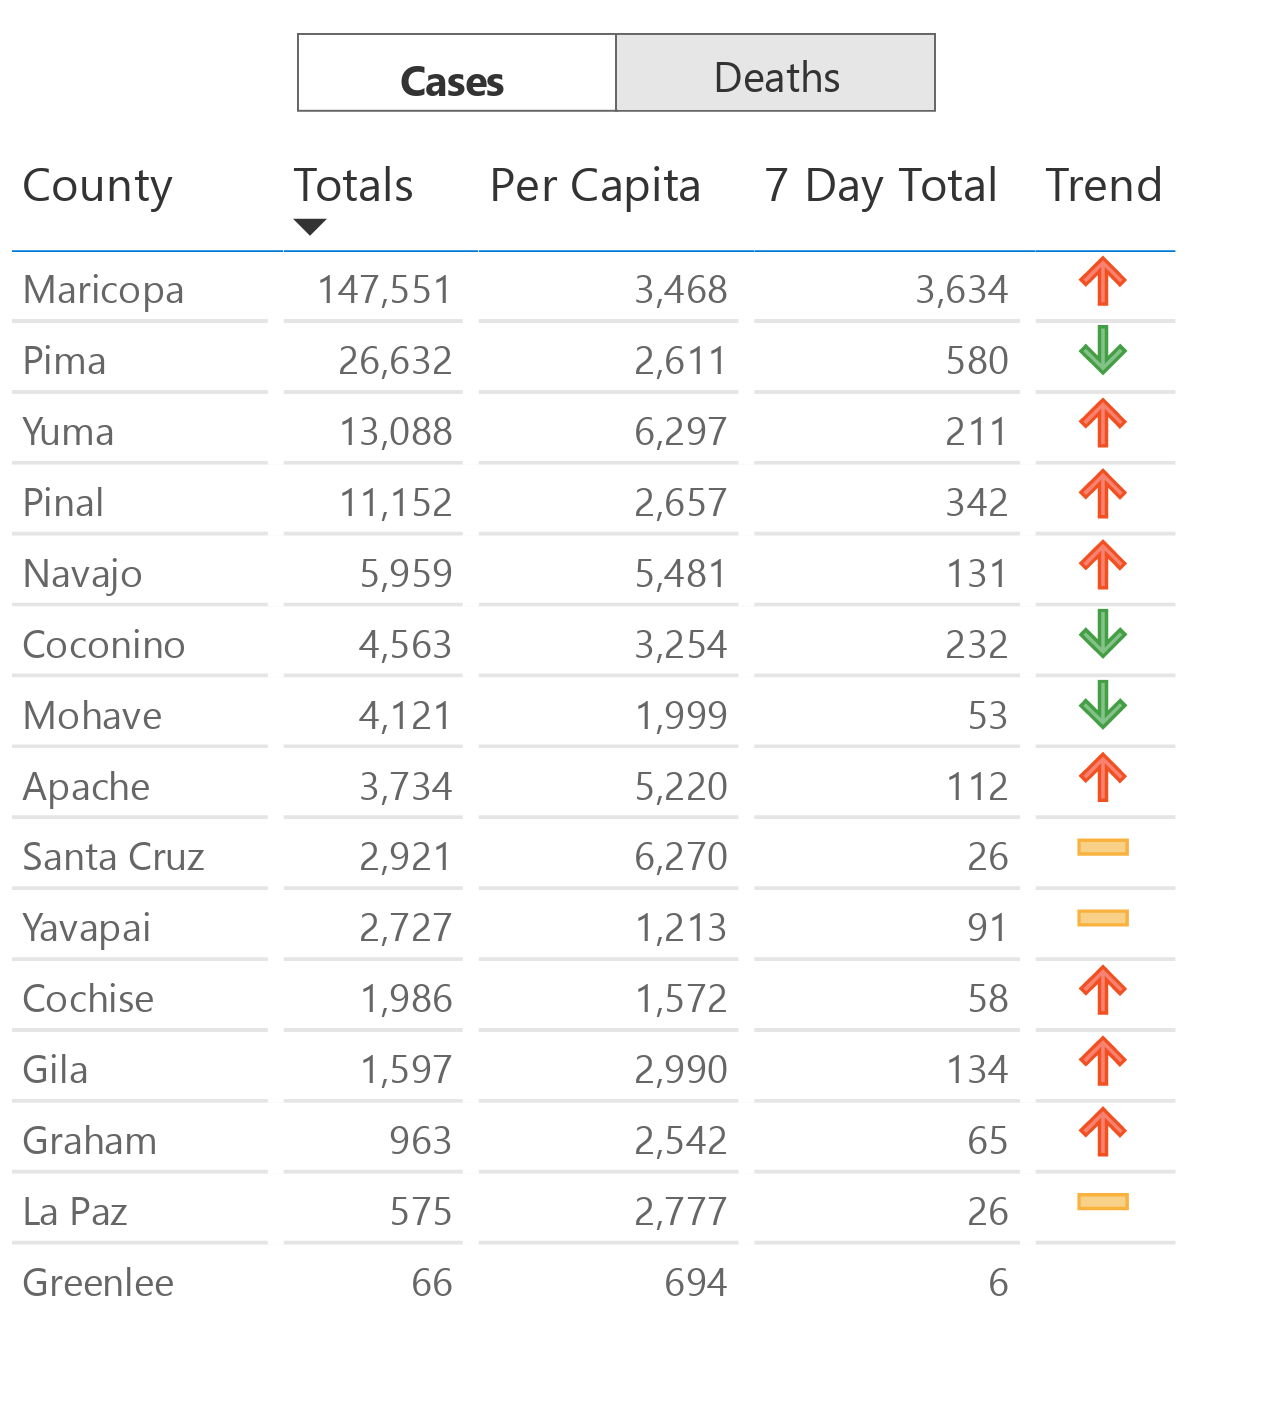 Cases Deaths
County Totals Per Capita 7 Day Total Trend
Maricopa 147,551 3,468 3,634
Pima 26,632 2,611 580
Yuma 13,088 6,297 211
Pinal 11,152 2,657 342
Navajo 5,959 5,481 131
Coconino 4,563 3,254 232
Mohave 4,121 1,999 53
Apache 3,734 5,220 112
Santa Cruz 2,921 6,270 26
Yavapai 2,727 1,213 91
Cochise 1,986 1,572 58
Gila 1,597 2,990 134
Graham 963 2,542 65
La Paz 575 2,777 26
Greenlee 66 694 6